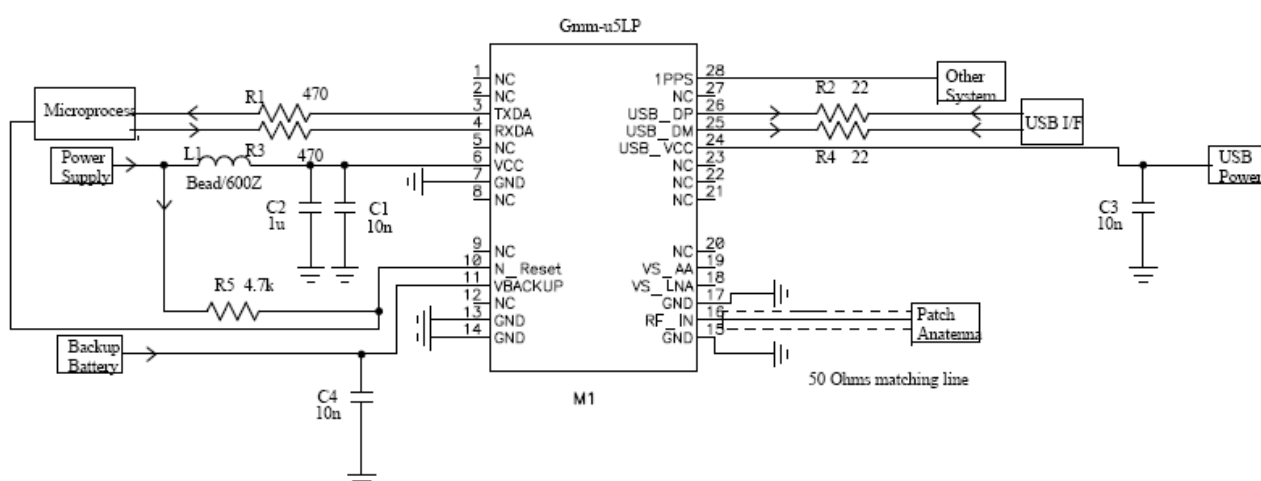 Gmm-u5LP
Microprocess
R1 470
R3 470
Power
Supply
L1
Bead/600Z
C2
1u
C1
10n
R5 4.7k
Backup
Battery
C4
10n
1 NC
2 NC
3 TXDA
4 RXDA
5 NC
6 VCC
7 GND
8 NC
9 NC
10 N_Reset
11 VBACKUP
12 NC
13 GND
14 GND
1PPS 28
NC 27
USB_DP 26
USB_DM 25
USB_VCC 24
NC 23
NC 22
NC 21
NC 20
VS_AA 19
VS_LNA 18
GND 17
RF_IN 16
GND 15
M1
R2 22
R4 22
Other
System
USB I/F
USB
Power
C3
10n
Patch
Anatenna
50 Ohms matching line